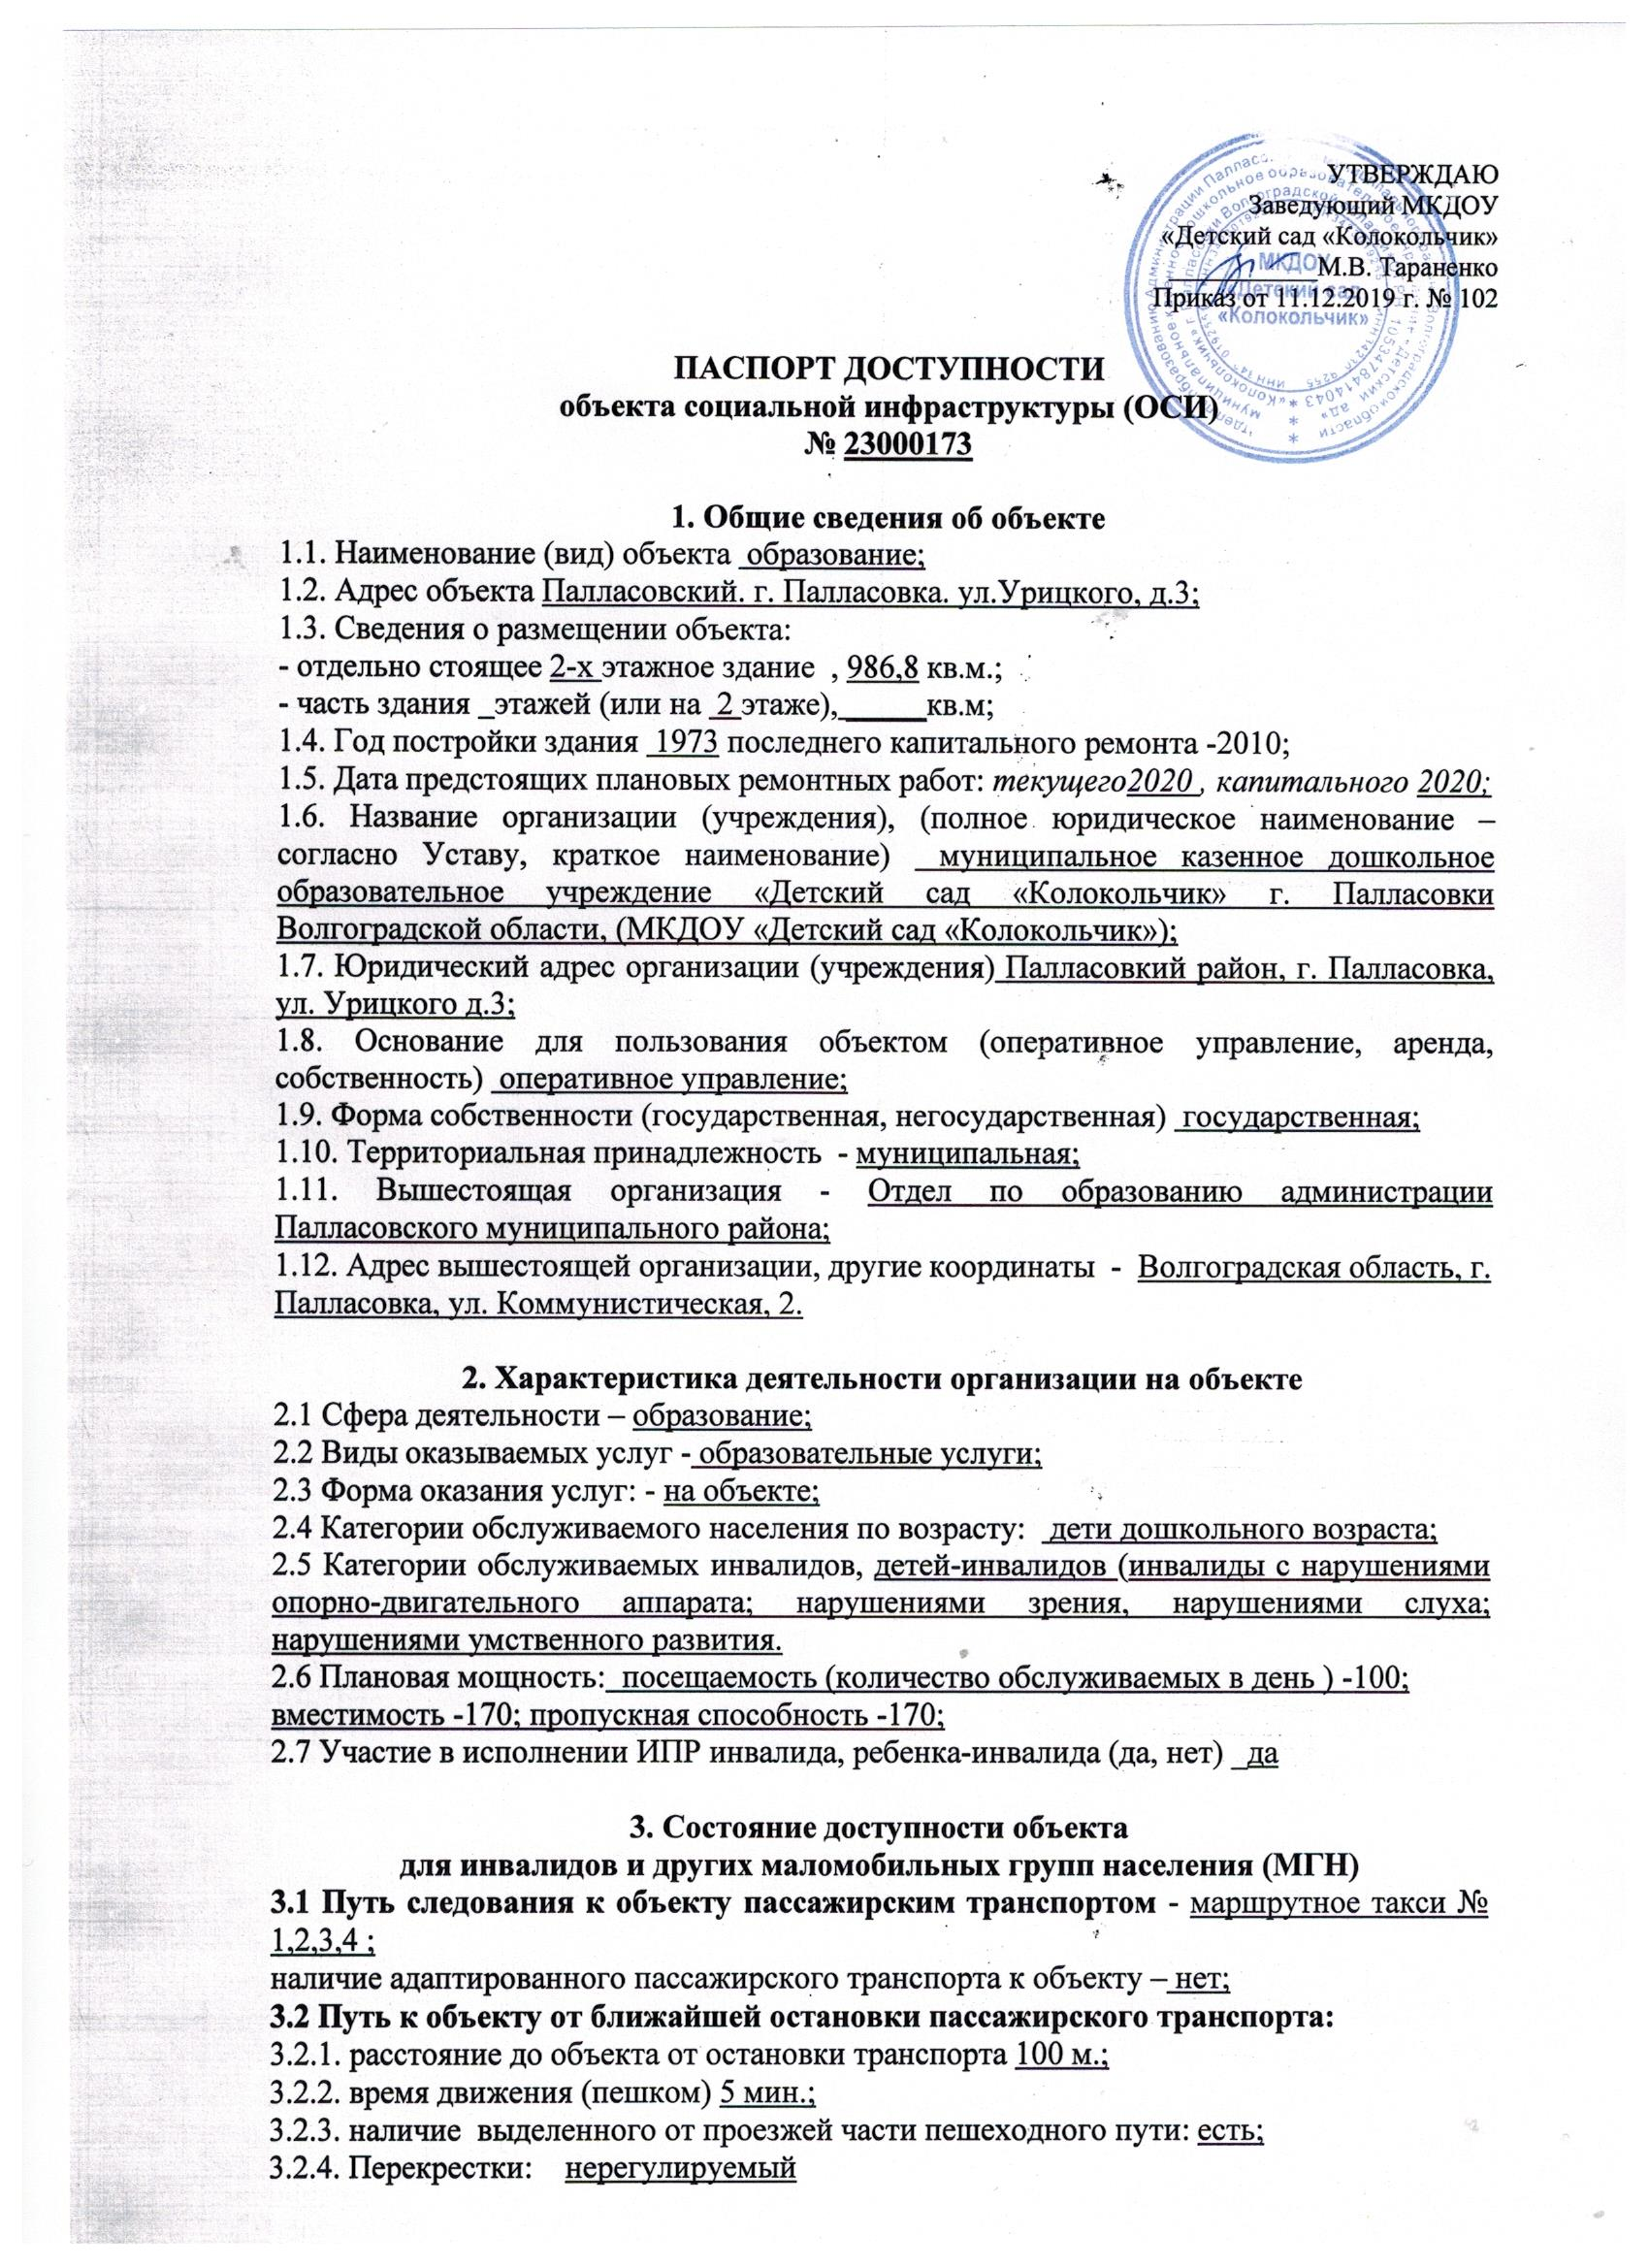 УТВЕРЖДАЮ
Заведующий МКДОУ
«Детский сад «Колокольчик»
М.В. Тараненко
Приказ от 11.12.2019 г. № 102
МКДОУ
«Детский сад
«Колокольчик»
ПАСПОРТ ДОСТУПНОСТИ
объекта социальной инфраструктуры (ОСИ)
№ 23000173
1. Общие сведения об объекте
1.1. Наименование (вид) объекта образование;
1.2. Адрес объекта Палласовский. г. Палласовка. ул.Урицкого, д.3;
1.3. Сведения о размещении объекта:
- отдельно стоящее 2-х этажное здание , 986,8 кв.м.;
- часть здания _этажей (или на 2 этаже),______кв.м;
1.4. Год постройки здания 1973 последнего капитального ремонта -2010;
1.5. Дата предстоящих плановых ремонтных работ: текущего2020 , капитального 2020;
1.6. Название организации (учреждения), (полное юридическое наименование –
согласно Уставу, краткое наименование) муниципальное казенное дошкольное
образовательное учреждение «Детский сад «Колокольчик» г. Палласовки
Волгоградской области, (МКДОУ «Детский сад «Колокольчик»);
1.7. Юридический адрес организации (учреждения) Палласовкий район, г. Палласовка,
ул. Урицкого д.3;
1.8. Основание для пользования объектом (оперативное управление, аренда,
собственность) оперативное управление;
1.9. Форма собственности (государственная, негосударственная) государственная;
1.10. Территориальная принадлежность - муниципальная;
1.11. Вышестоящая организация - Отдел по образованию администрации
Палласовского муниципального района;
1.12. Адрес вышестоящей организации, другие координаты - Волгоградская область, г.
Палласовка, ул. Коммунистическая, 2.
2. Характеристика деятельности организации на объекте
2.1 Сфера деятельности – образование;
2.2 Виды оказываемых услуг - образовательные услуги;
2.3 Форма оказания услуг: - на объекте;
2.4 Категории обслуживаемого населения по возрасту: дети дошкольного возраста;
2.5 Категории обслуживаемых инвалидов, детей-инвалидов (инвалиды с нарушениями
опорно-двигательного аппарата; нарушениями зрения, нарушениями слуха;
нарушениями умственного развития.
2.6 Плановая мощность: посещаемость (количество обслуживаемых в день ) -100;
вместимость -170; пропускная способность -170;
2.7 Участие в исполнении ИПР инвалида, ребенка-инвалида (да, нет) _да
3. Состояние доступности объекта
для инвалидов и других маломобильных групп населения (МГН)
3.1 Путь следования к объекту пассажирским транспортом - маршрутное такси №
1,2,3,4 ;
наличие адаптированного пассажирского транспорта к объекту – нет;
3.2 Путь к объекту от ближайшей остановки пассажирского транспорта:
3.2.1. расстояние до объекта от остановки транспорта 100 м.;
3.2.2. время движения (пешком) 5 мин.;
3.2.3. наличие выделенного от проезжей части пешеходного пути: есть;
3.2.4. Перекрестки: нерегулируемый